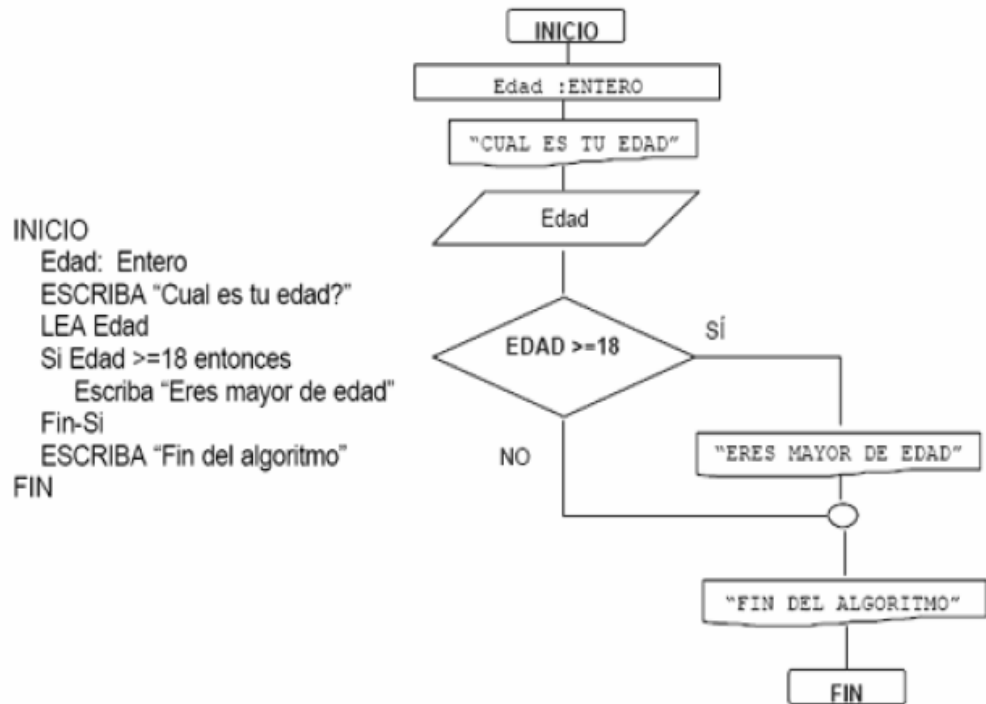 INICIO
Edad: Entero
ESCRIBA “Cual es tu edad?”
LEA Edad
Si Edad >=18 entonces
Escriba “Eres mayor de edad”
Fin-Si
ESCRIBA “Fin del algoritmo”
FIN
INICIO
Edad :ENTERO
“CUAL ES TU EDAD”
Edad
EDAD >=18
SÍ
NO
“ERES MAYOR DE EDAD”
“FIN DEL ALGORITMO”
FIN